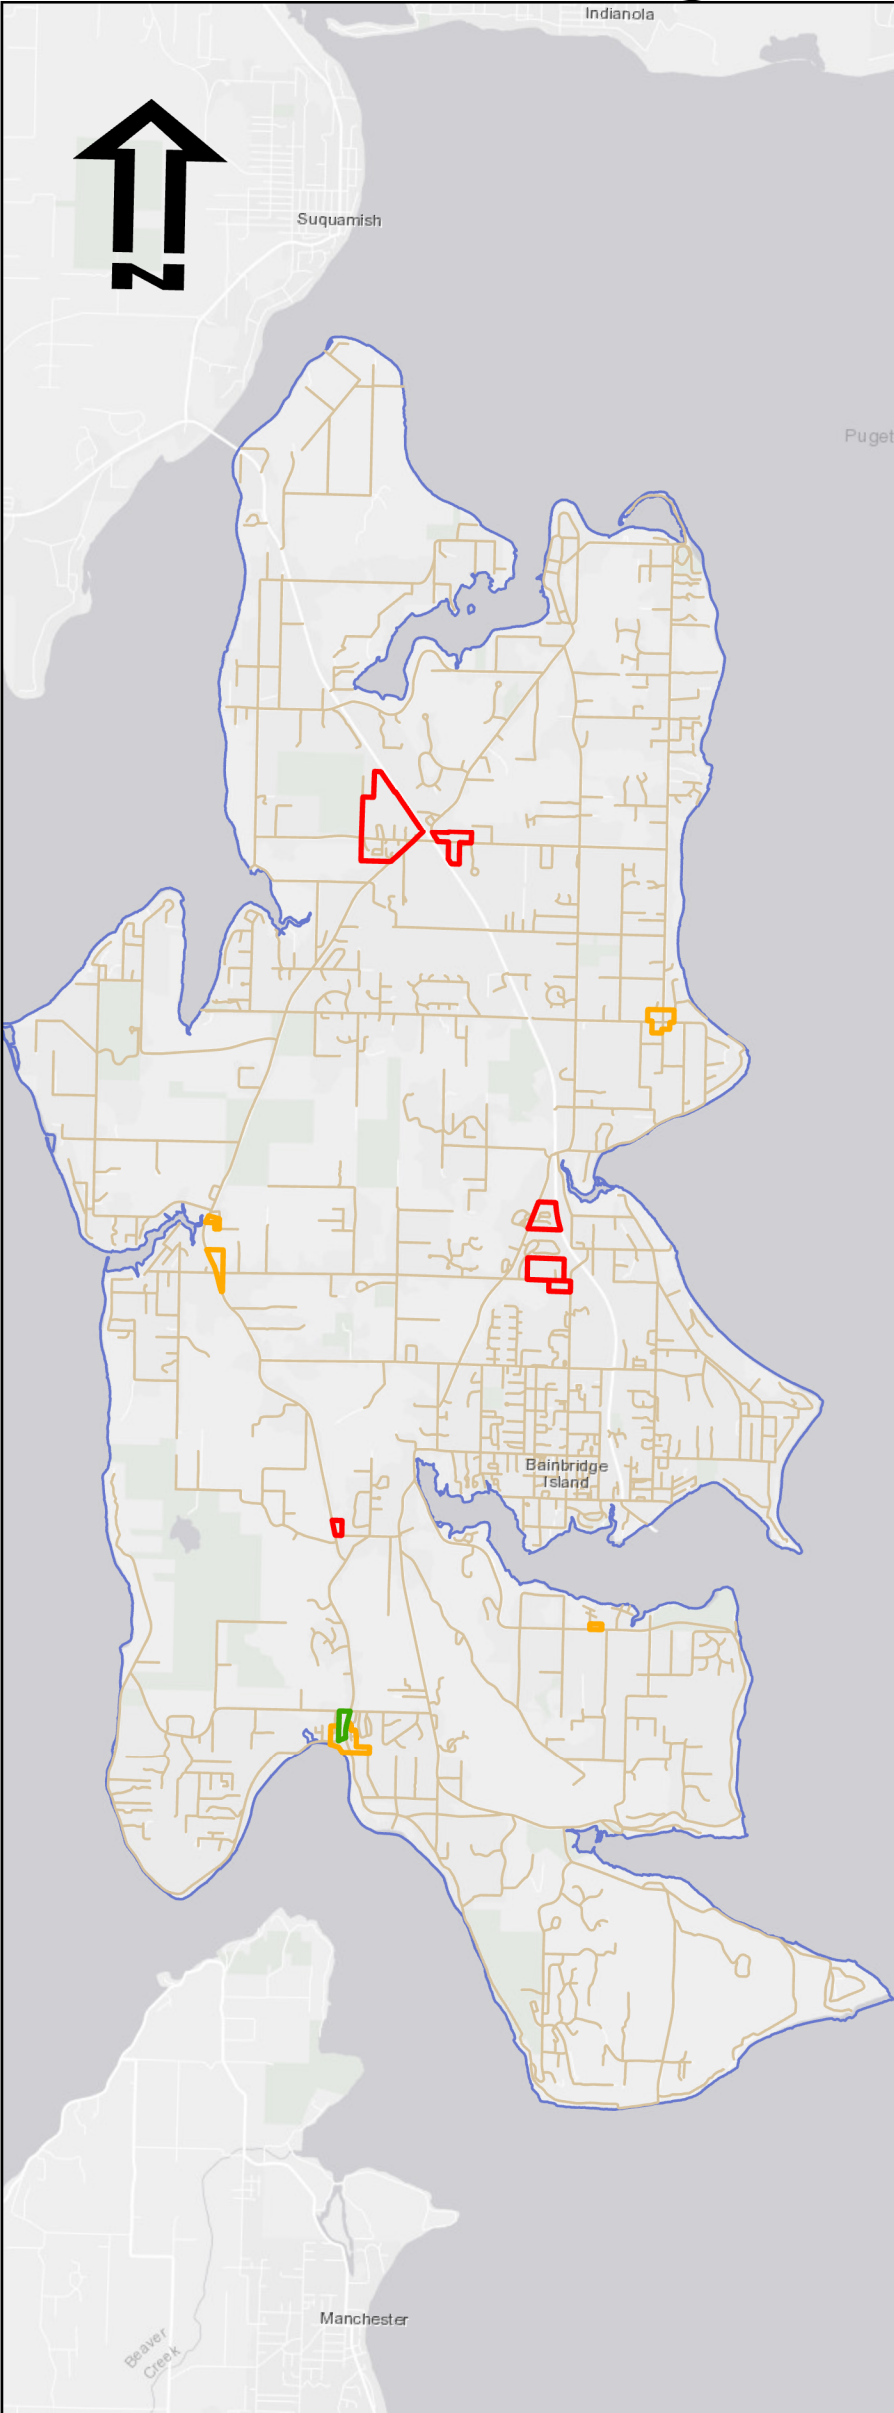 Indianola
Suquamish
N
Puget
Bainbridge
Island
Manchester
Beaver
Creek